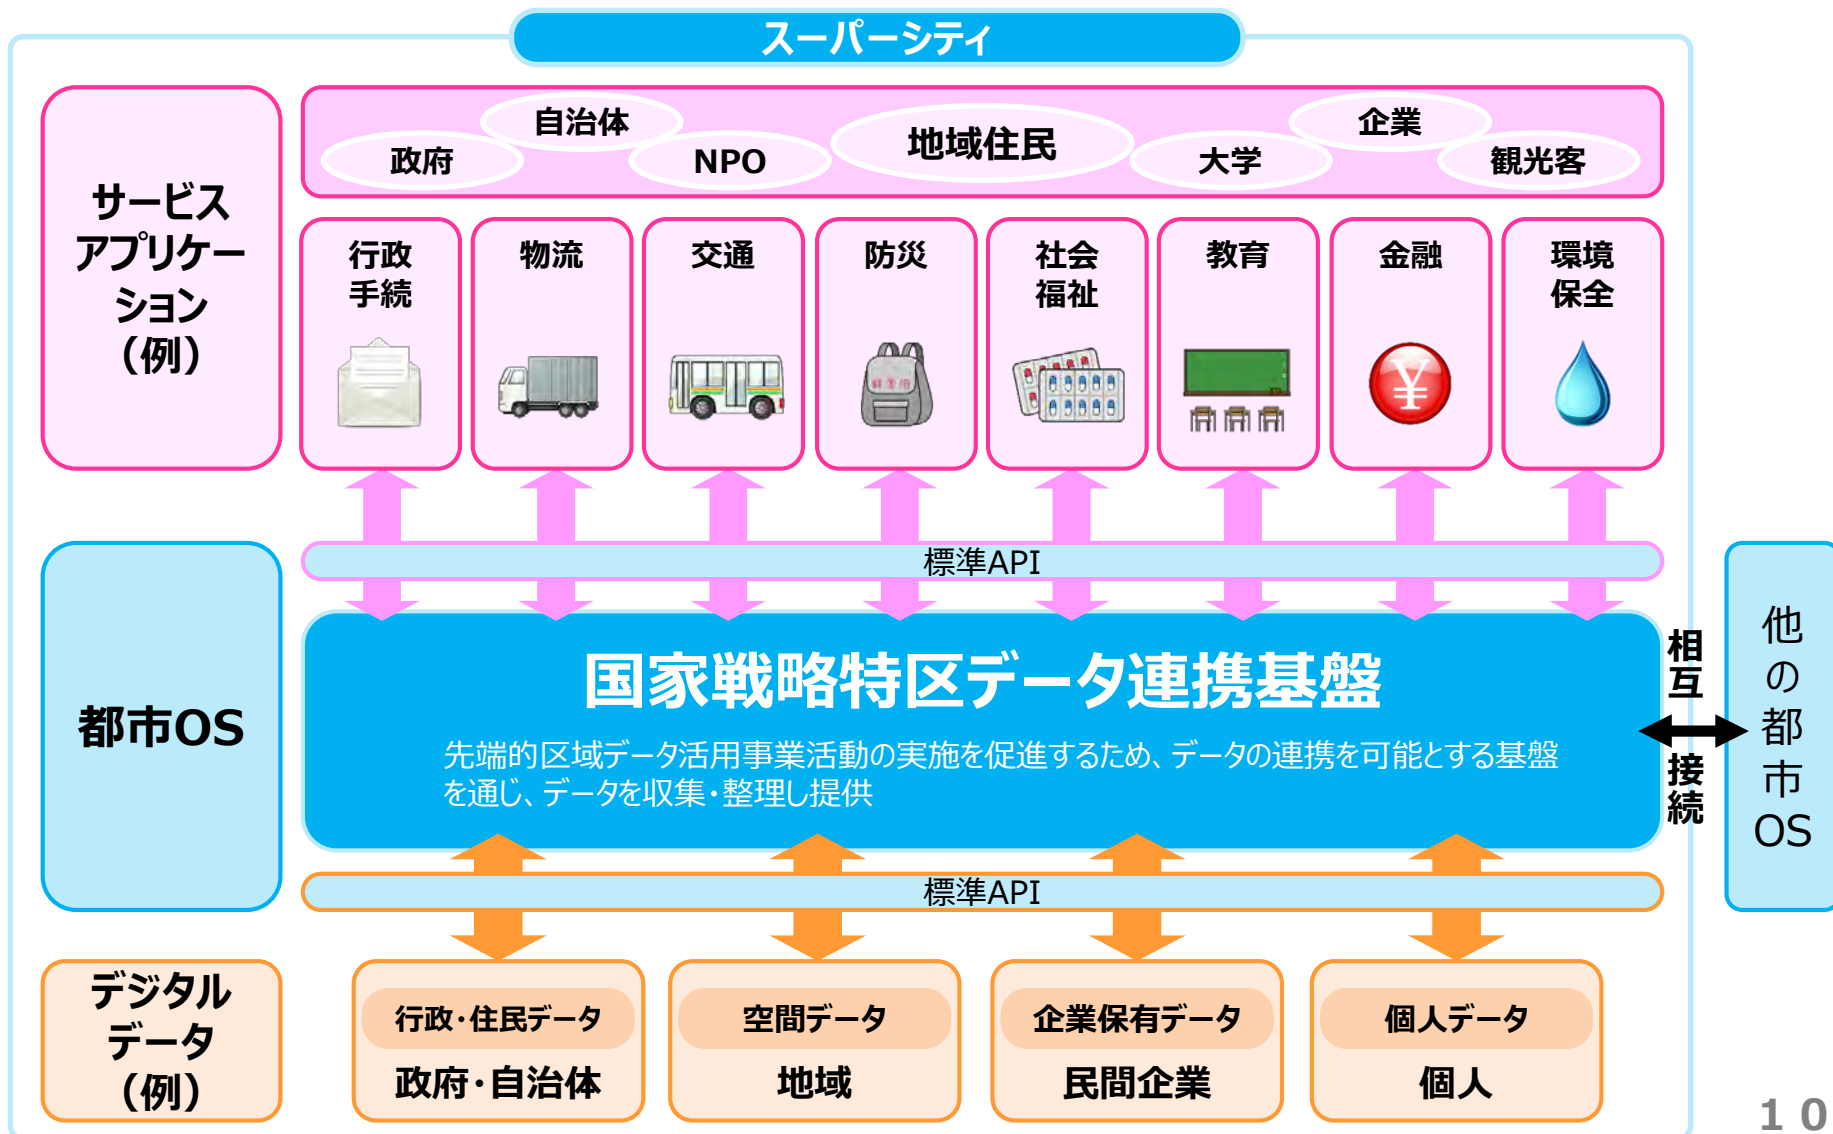 スーパーシティ
サービス
アプリケー
ション
（例）
自治体
企業
政府
NPO
地域住民
大学
観光客
行政
手続
物流
交通
防災
社会
福祉
教育
金融
環境
保全
標準API
都市OS
国家戦略特区データ連携基盤
先端的区域データ活用事業活動の実施を促進するため、データの連携を可能とする基盤
を通じ、データを収集・整理し提供
相互
接続
他の都市OS
標準API
デジタル
データ
（例）
行政・住民データ
政府・自治体
空間データ
地域
企業保有データ
民間企業
個人データ
個人
１０